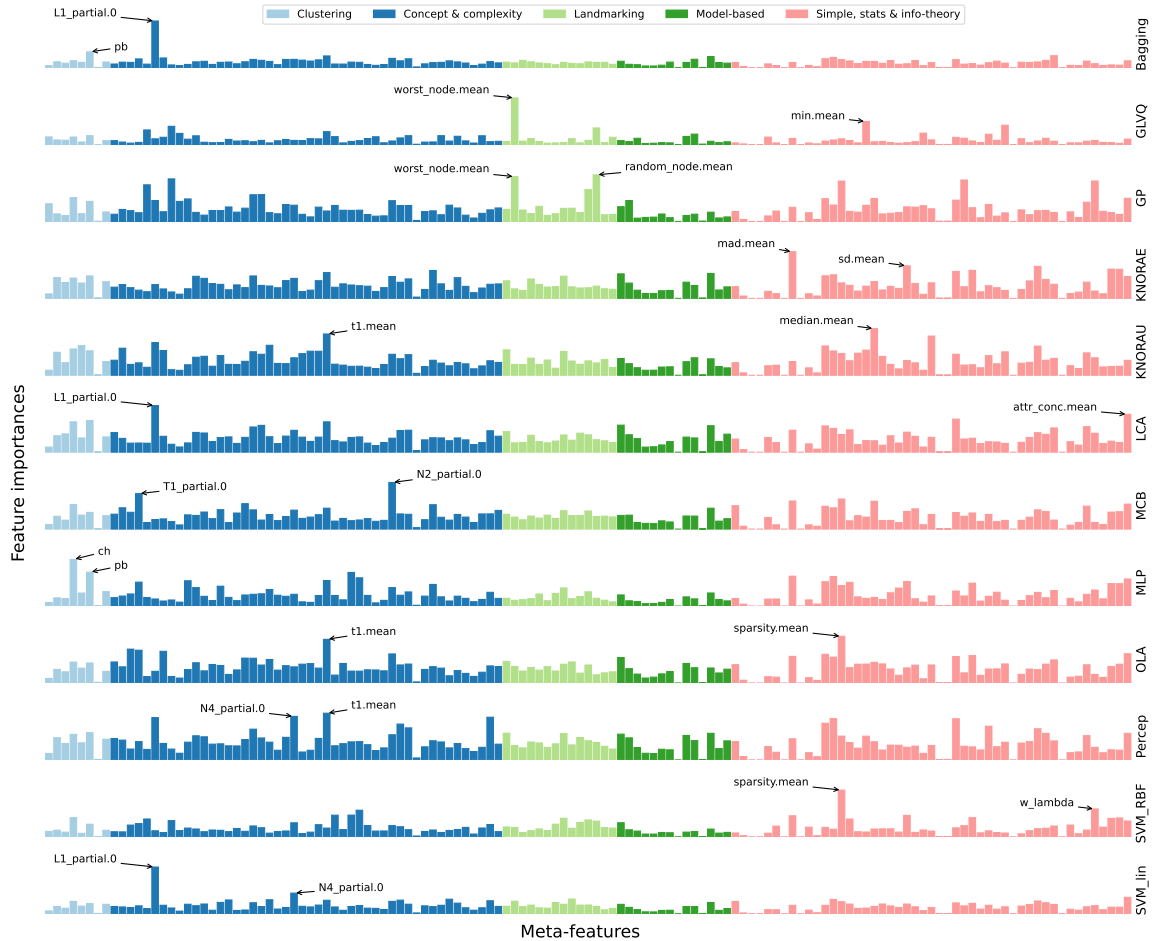 Clustering
Concept & complexity
Landmarking
Model-based
Simple, stats & info-theory
L1_partial.0
pb
Bagging
worst_node.mean
min.mean
GLVQ
worst_node.mean
random_node.mean
GP
mad.mean
sd.mean
KNORAE
t1.mean
median.mean
KNORAU
L1_partial.0
attr_conc.mean
LCA
T1_partial.0
N2_partial.0
MCB
ch
pb
MLP
t1.mean
sparsity.mean
OLA
N4_partial.0
t1.mean
Percep
sparsity.mean
w_lambda
SVM_RBF
L1_partial.0
N4_partial.0
SVM_lin
Feature importances
Meta-features